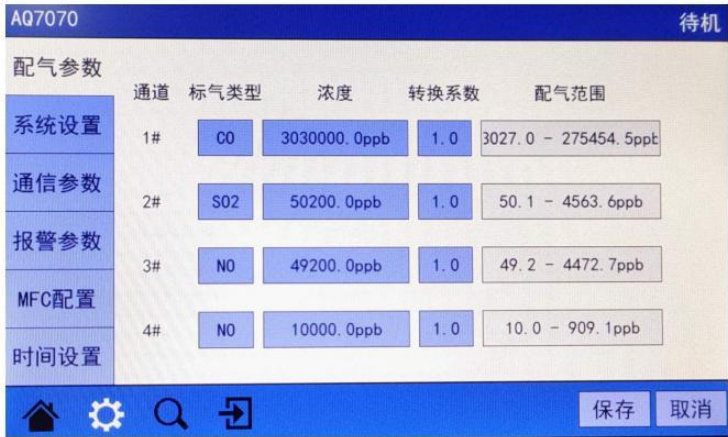 AQ7070 待机
配气参数
系统设置
通信参数
报警参数
MFC配置
时间设置
通道 标气类型 浓度 转换系数 配气范围
1# CO 3030000.0ppb 1.0 3027.0 - 275454.5ppb
2# SO2 50200.0ppb 1.0 50.1 - 4563.6ppb
3# NO 49200.0ppb 1.0 49.2 - 4472.7ppb
4# NO 10000.0ppb 1.0 10.0 - 909.1ppb
保存 取消